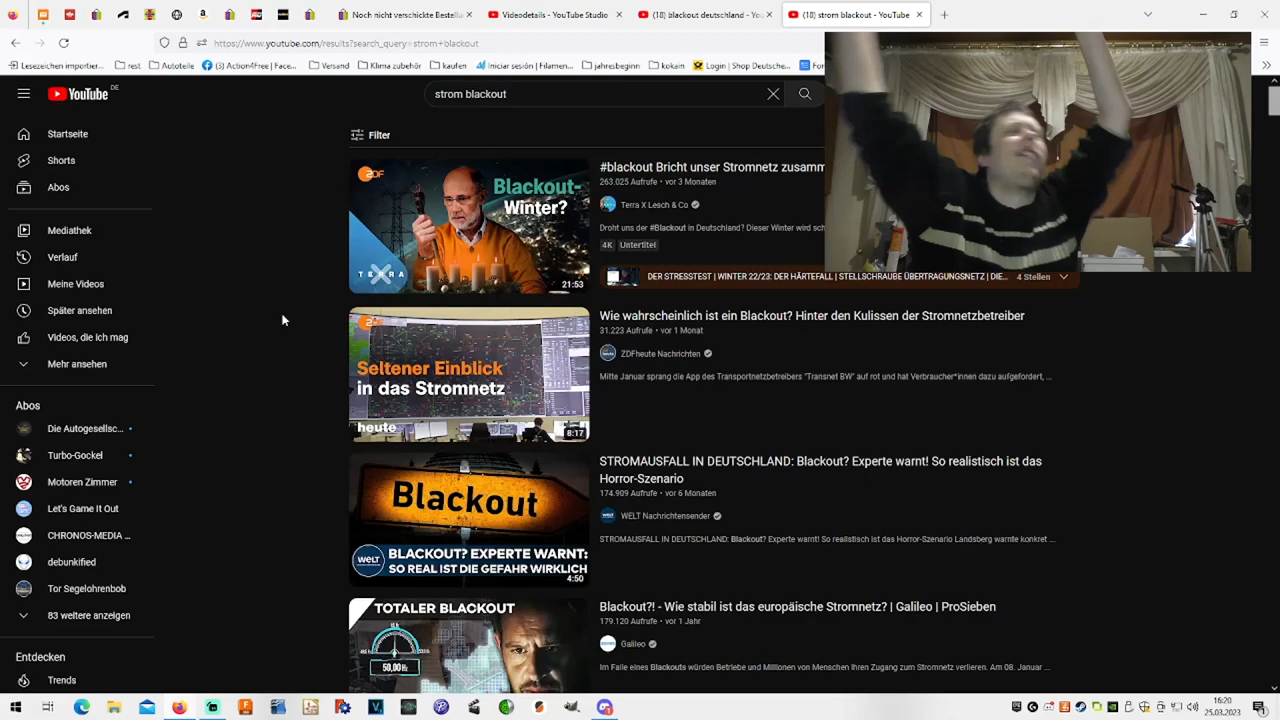 Noch nicht verschickte Bestell...
Videodetails - YouTube Studio
(18) blackout deutschland - You
(18) strom blackout - YouTube
https://www.youtube.com/results?search_query=strom+blackout
Lesezeichen importier...
rest
Autoteile
(3) Action4Free | Face...
Versand
Klima zubehör
kaufen
Iniciar sesión | Filamen...
jahresbeginn
kokain
Login | Shop Deutsche...
YouTube
DE
strom blackout
Startseite
Shorts
Abos
Mediathek
Verlauf
Meine Videos
Später ansehen
Videos, die ich mag
Mehr ansehen
Abos
Die Autogesellsc...
Turbo-Gockel
Motoren Zimmer
Let's Game It Out
CHRONOS-MEDIA ...
debunkified
Tor Segelohrenbob
83 weitere anzeigen
Entdecken
Trends
Filter
ZDF
Blackout-
Winter?
TERRA X
21:53
#blackout Bricht unser Stromnetz zusamm
263.025 Aufrufe • vor 3 Monaten
Terra X Lesch & Co
Droht uns der #Blackout in Deutschland? Dieser Winter wird sch
4K Untertitel
DER STRESSTEST | WINTER 22/23: DER HÄRTEFALL | STELLSCHRAUBE ÜBERTRAGUNGSNETZ | DIE...
4 Stellen
ZDF
Seltener Einblick
in das Stromnetz
heute
8:17
Wie wahrscheinlich ist ein Blackout? Hinter den Kulissen der Stromnetzbetreiber
31.223 Aufrufe • vor 1 Monat
ZDFheute Nachrichten
Mitte Januar sprang die App des Transportnetzbetreibers "Transnet BW" auf rot und hat Verbraucher*innen dazu aufgefordert, ...
Blackout
welt
BLACKOUT? EXPERTE WARNT:
SO REAL IST DIE GEFAHR WIRKLICH
4:50
STROMAUSFALL IN DEUTSCHLAND: Blackout? Experte warnt! So realistisch ist das
Horror-Szenario
174.909 Aufrufe • vor 6 Monaten
WELT Nachrichtensender
STROMAUSFALL IN DEUTSCHLAND: Blackout? Experte warnt! So realistisch ist das Horror-Szenario Landsberg warnte konkret ...
TOTALER BLACKOUT
50,00 Hz
Blackout?! - Wie stabil ist das europäische Stromnetz? | Galileo | ProSieben
179.120 Aufrufe • vor 1 Jahr
Galileo
Im Falle eines Blackouts würden Betriebe und Millionen von Menschen ihren Zugang zum Stromnetz verlieren. Am 08. Januar ...
16:20
25.03.2023